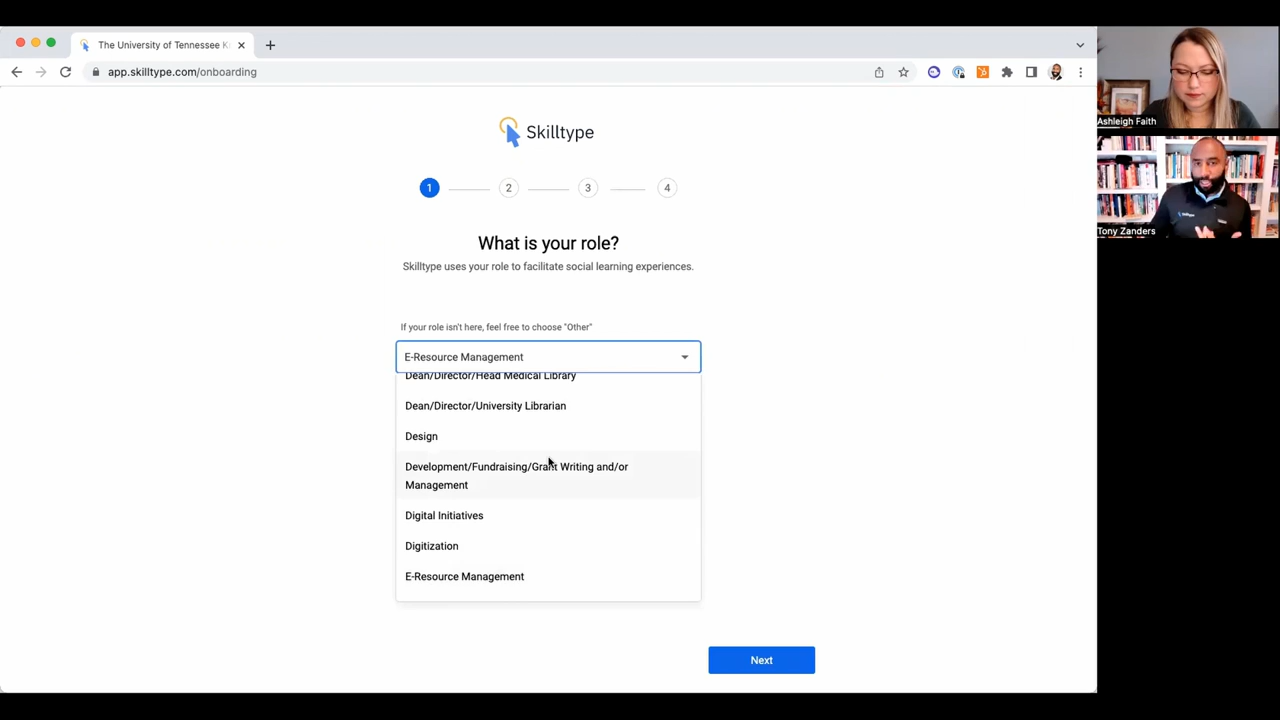 The University of Tennessee K
app.skilltype.com/onboarding
Ashleigh Faith
Skilltype
Skilltype
Tony Zanders
1
2
3
4
What is your role?
Skilltype uses your role to facilitate social learning experiences.
If your role isn't here, feel free to choose "Other"
E-Resource Management
Dean/Director/Head Medical Library
Dean/Director/University Librarian
Design
Development/Fundraising/Grant Writing and/or
Management
Digital Initiatives
Digitization
E-Resource Management
Next